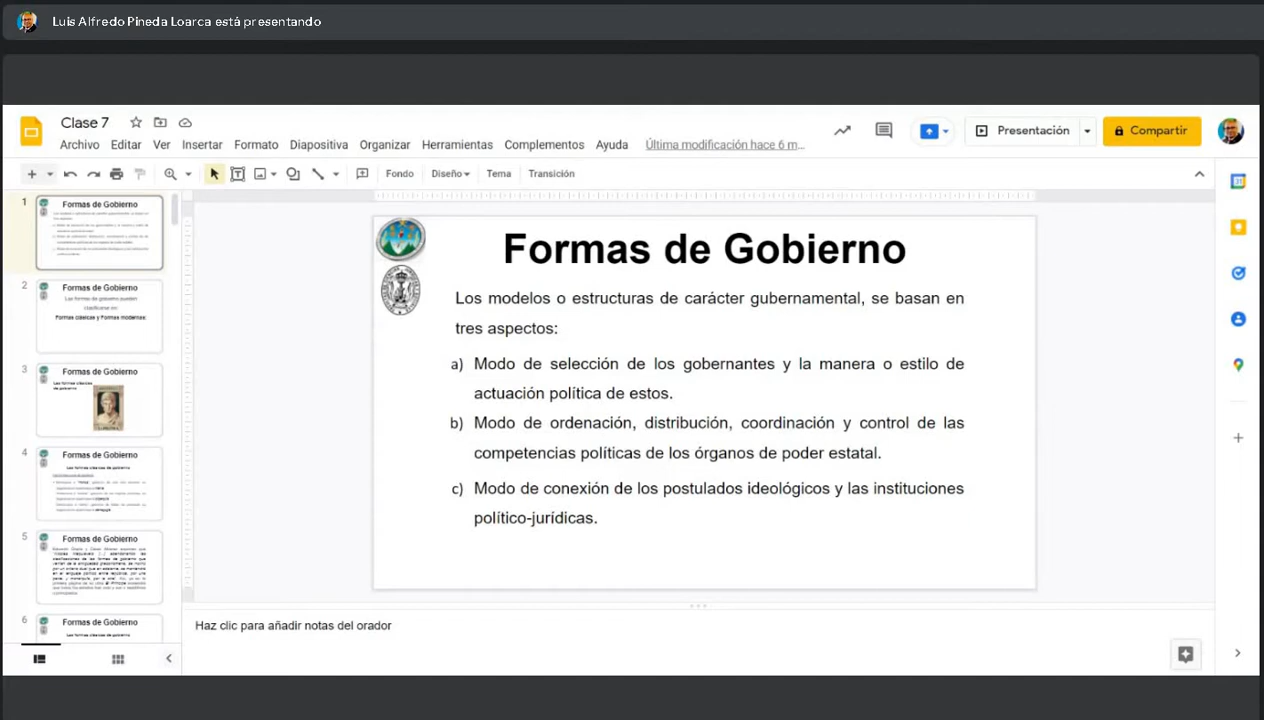 Luis Alfredo Pineda Loarca está presentando
Clase 7
Archivo Editar Ver Insertar Formato Diapositiva Organizar Herramientas Complementos Ayuda Última modificación hace 6 m...
Presentación
Compartir
Fondo Diseño Tema Transición
1
Formas de Gobierno
2
Formas de Gobierno
Las formas de gobierno pueden
clasificarse en:
Formas clásicas y Formas modernas:
3
Formas de Gobierno
Las formas clásicas
de gobierno
4
Formas de Gobierno
Las formas clásicas de gobierno
5
Formas de Gobierno
6
Formas de Gobierno
Las formas clásicas de gobierno
Formas de Gobierno
Los modelos o estructuras de carácter gubernamental, se basan en
tres aspectos:
a) Modo de selección de los gobernantes y la manera o estilo de
actuación política de estos.
b) Modo de ordenación, distribución, coordinación y control de las
competencias políticas de los órganos de poder estatal.
c) Modo de conexión de los postulados ideológicos y las instituciones
político-jurídicas.
Haz clic para añadir notas del orador